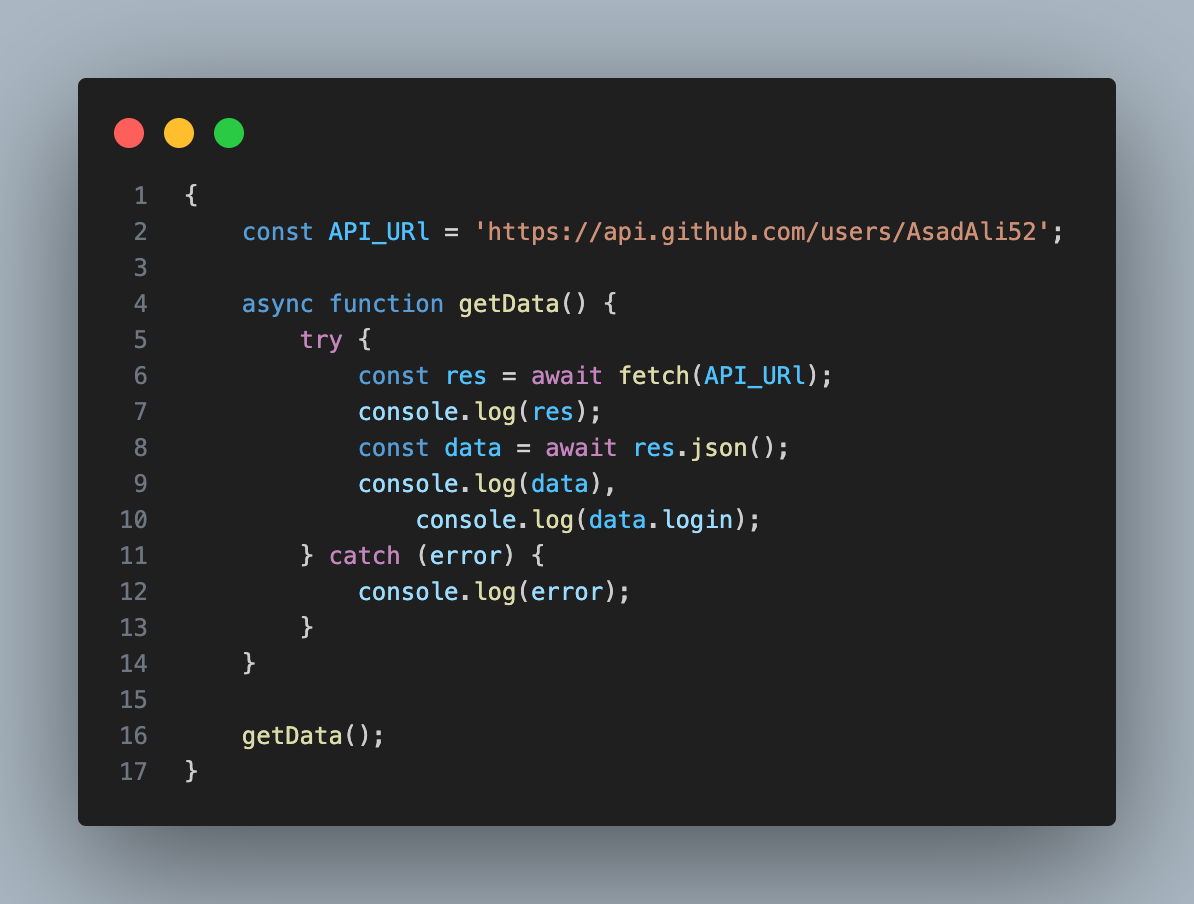 1 {
2     const API_URl = 'https://api.github.com/users/AsadAli52';
3
4     async function getData() {
5         try {
6             const res = await fetch(API_URl);
7             console.log(res);
8             const data = await res.json();
9             console.log(data),
10                 console.log(data.login);
11         } catch (error) {
12             console.log(error);
13         }
14     }
15
16     getData();
17 }